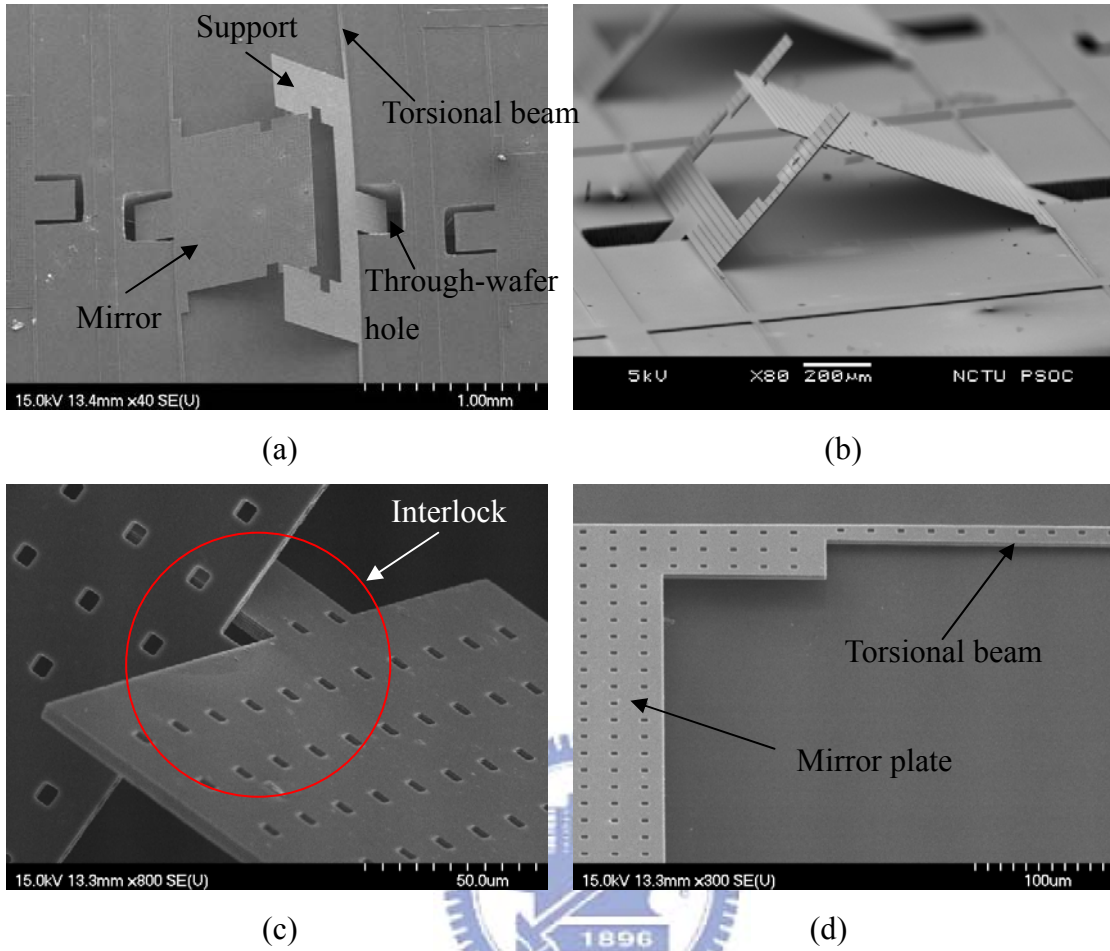 Support
Torsional beam
Through-wafer
hole
Mirror
15.0kV 13.4mm x40 SE(U)
1.00mm
5kV X80 200µm NCTU PSOC
(a)
(b)
Interlock
15.0kV 13.3mm x800 SE(U)
50.0um
Torsional beam
Mirror plate
15.0kV 13.3mm x300 SE(U)
100um
(c)
(d)
1896